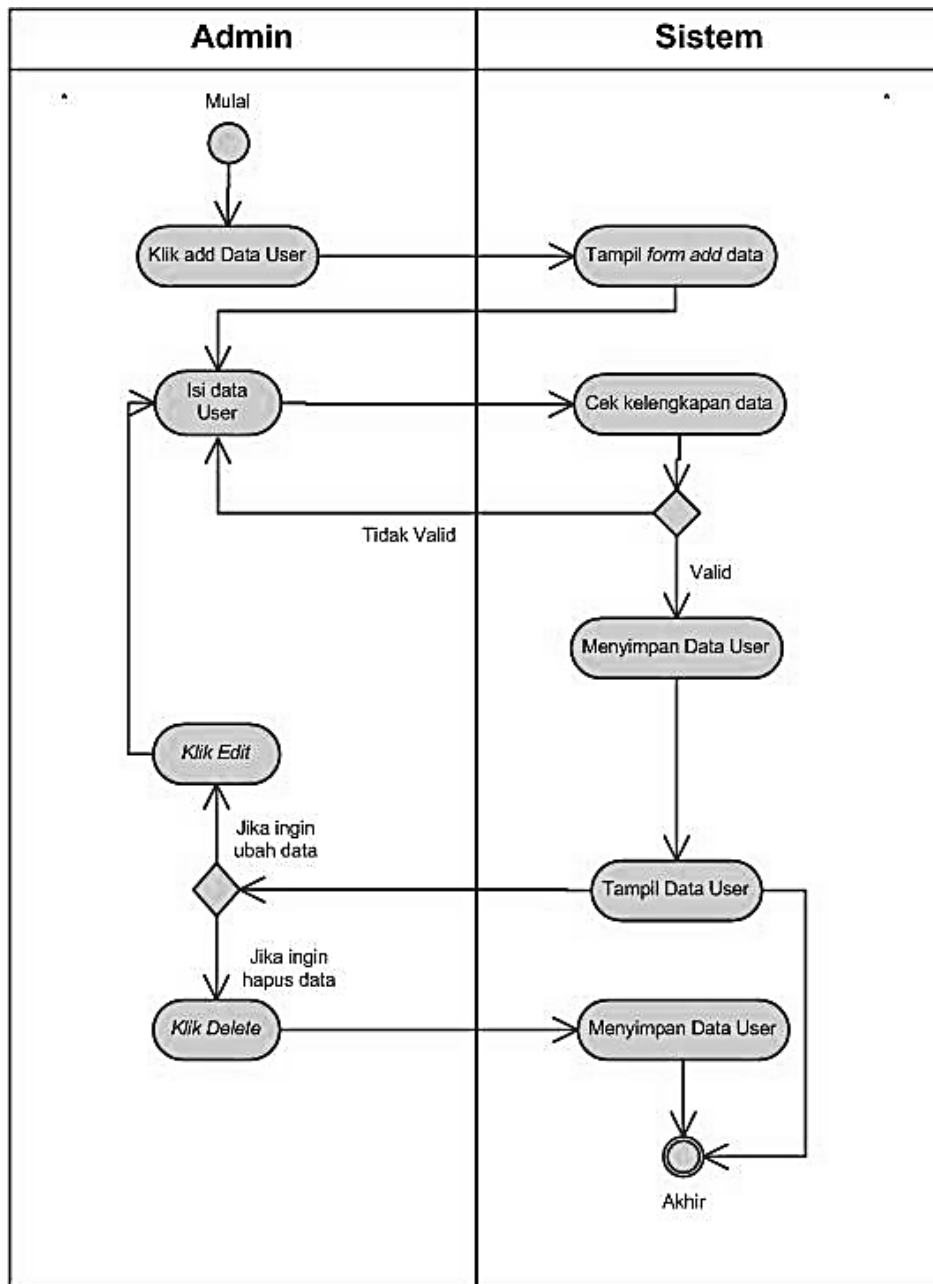 Admin
Sistem
Mulai
Klik add Data User
Tampil form add data
Isi data
User
Cek kelengkapan data
Tidak Valid
Valid
Menyimpan Data User
Klik Edit
Jika ingin
ubah data
Tampil Data User
Jika ingin
hapus data
Klik Delete
Menyimpan Data User
Akhir